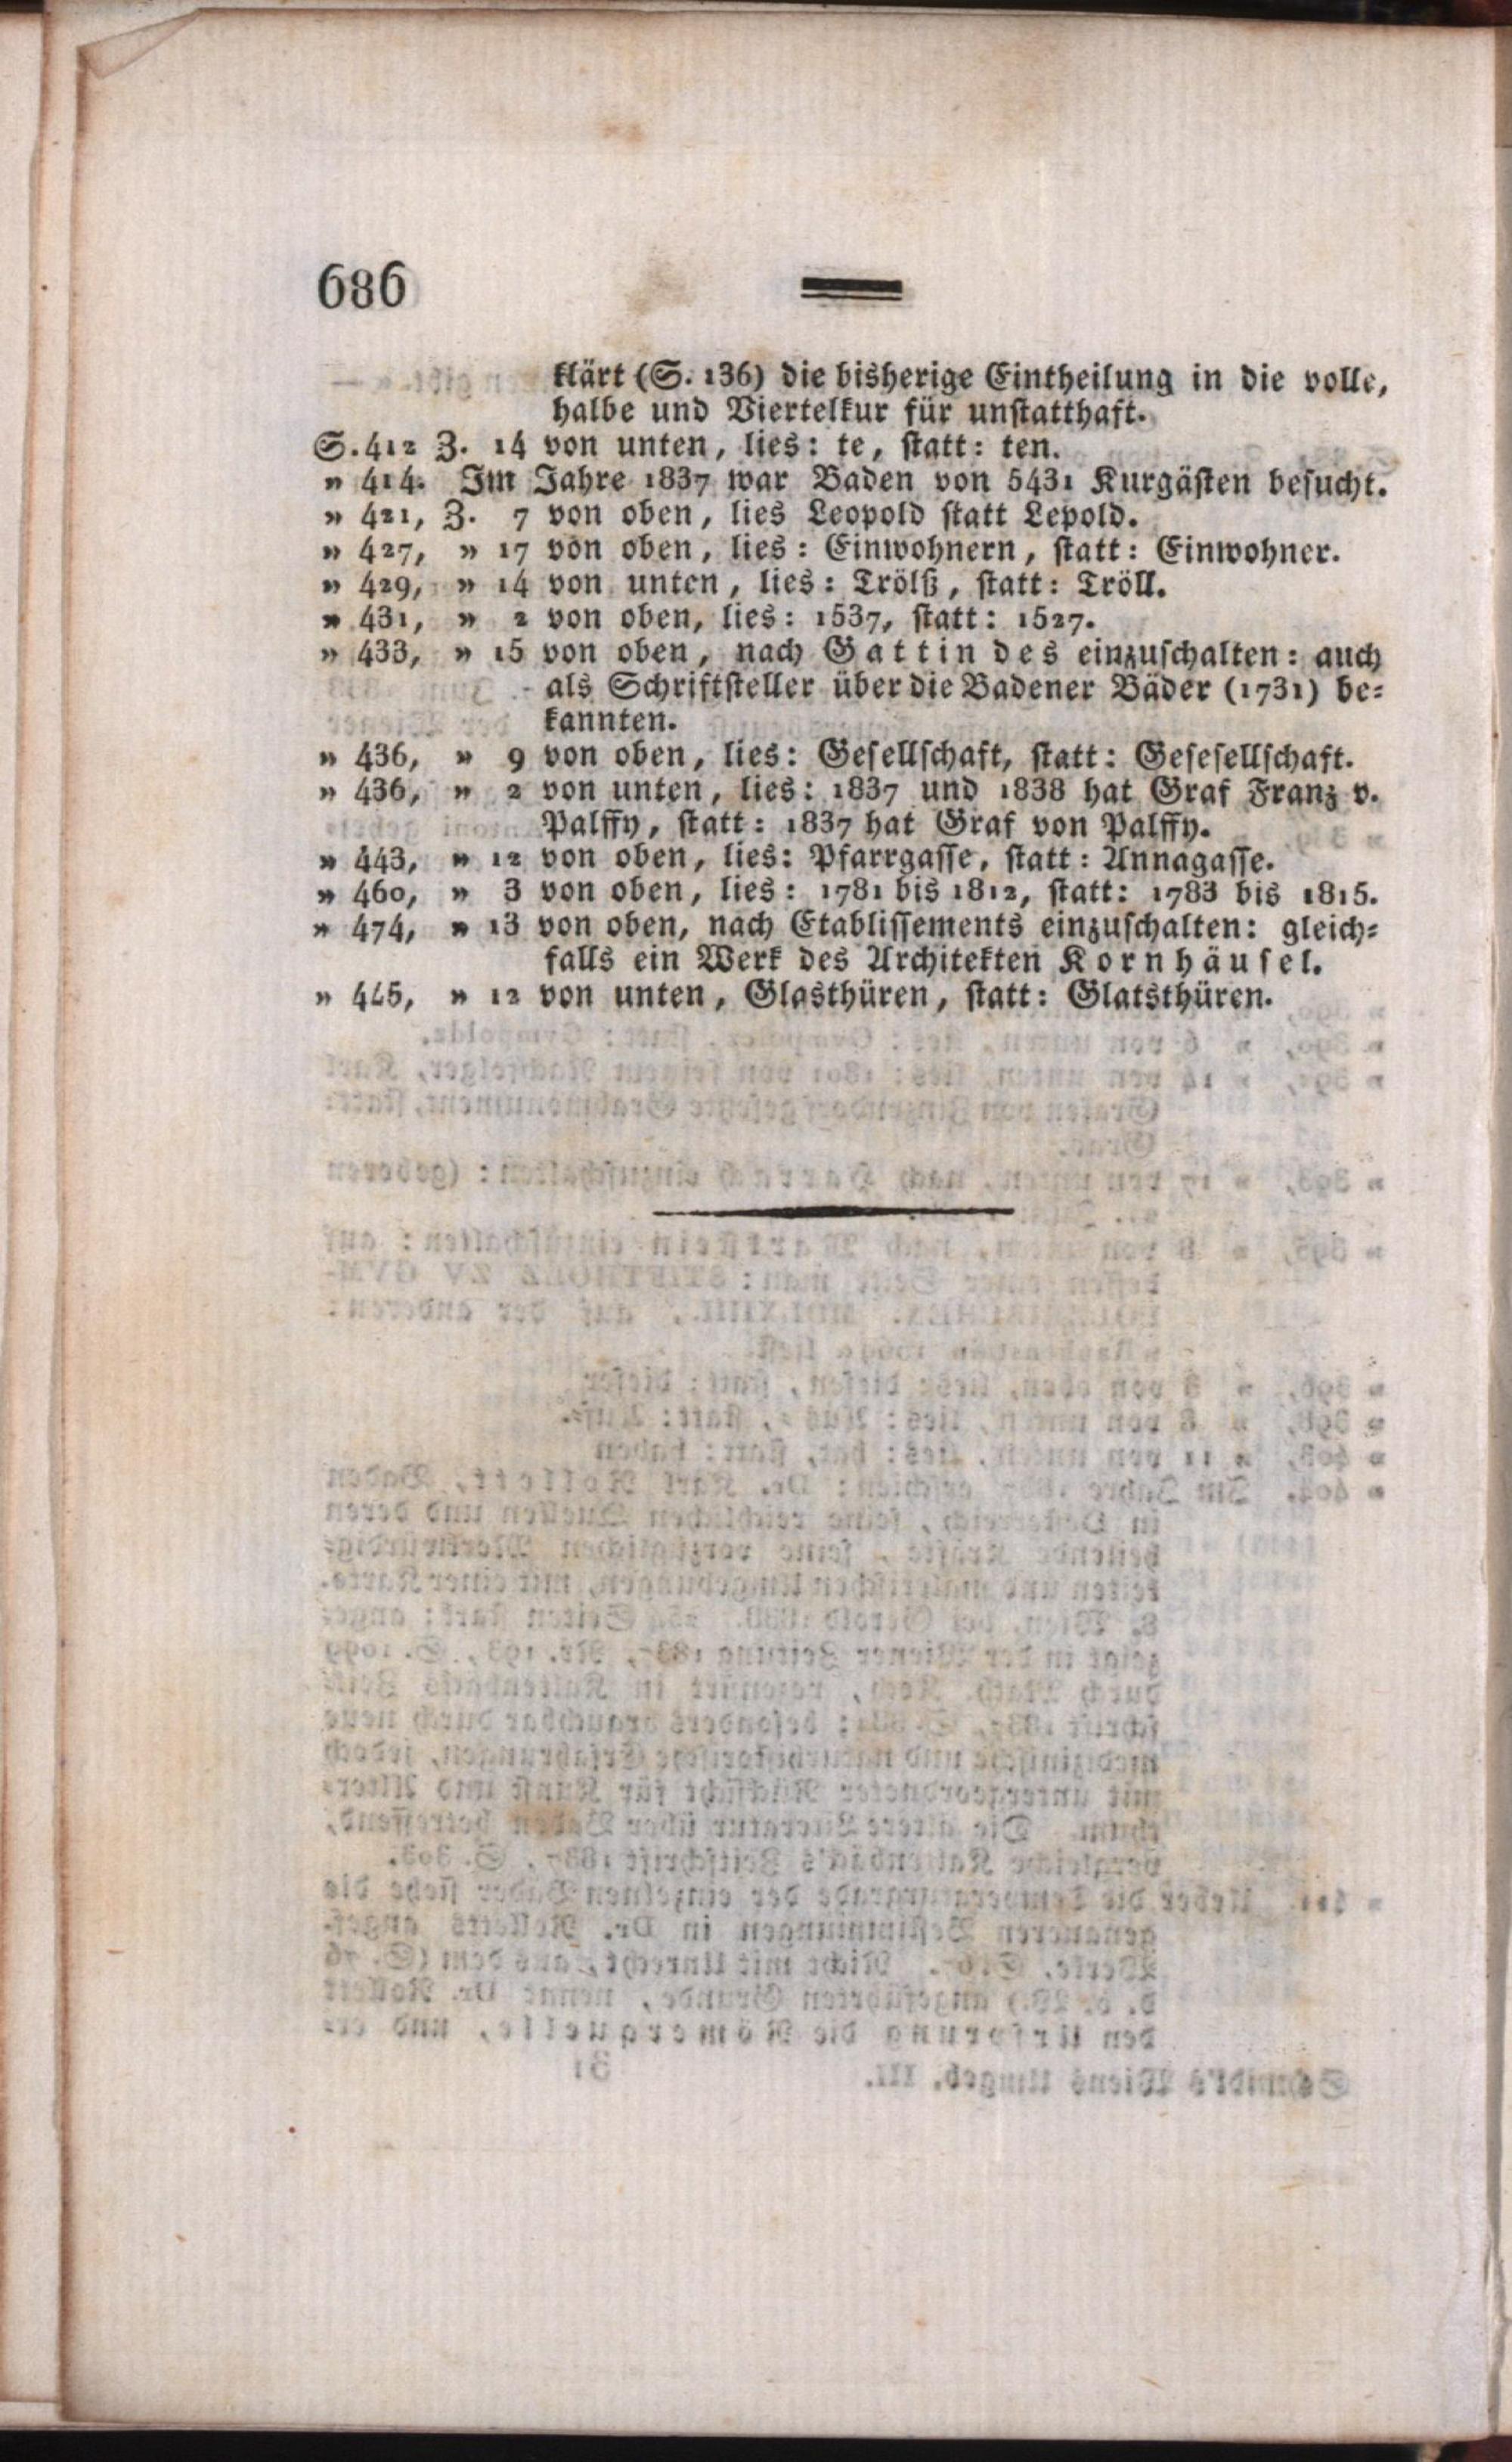 686
klärt (S. 136) die bisherige Eintheilung in die volle,
halbe und Viertelkur für unstatthaft.
S. 412 Z. 14 von unten, lies: te, statt: ten.
» 414. Im Jahre 1837 war Baden von 5431 Kurgästen besucht.
» 421, Z. 7 von oben, lies Leopold statt Lepold.
» 427, » 17 von oben, lies: Einwohnern, statt: Einwohner.
» 429, » 14 von unten, lies: Trölß, statt: Tröll.
» 431, » 2 von oben, lies: 1537, statt: 1527.
» 433, » 15 von oben, nach Gattin des einzuschalten: auch
als Schriftsteller über die Badener Bäder (1731) be-
kannten.
» 436, » 9 von oben, lies: Gesellschaft, statt: Gesesellschaft.
» 436, » 2 von unten, lies: 1837 und 1838 hat Graf Franz v.
Palffy, statt: 1837 hat Graf von Palffy.
» 443, » 12 von oben, lies: Pfarrgasse, statt: Annagasse.
» 460, » 3 von oben, lies: 1781 bis 1812, statt: 1783 bis 1815.
» 474, » 13 von oben, nach Etablissements einzuschalten: gleich-
falls ein Werk des Architekten Kornhäusel.
» 12 von unten, Glasthüren, statt: Glatsthüren.